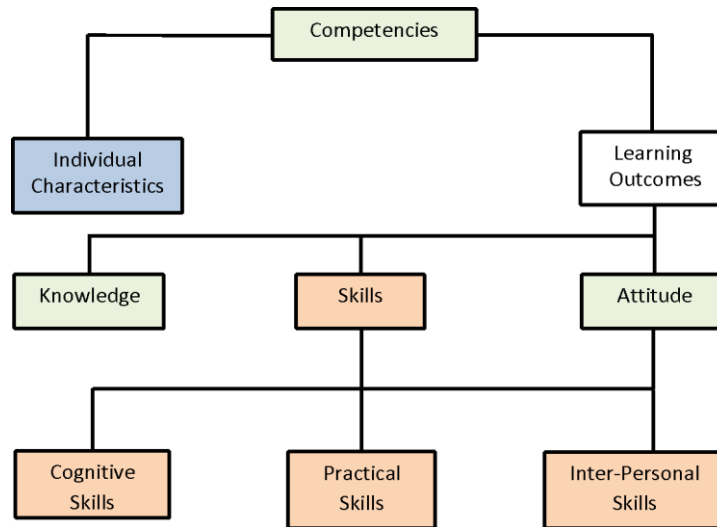 Competencies
Individual
Characteristics
Learning
Outcomes
Knowledge
Skills
Attitude
Cognitive
Skills
Practical
Skills
Inter-Personal
Skills